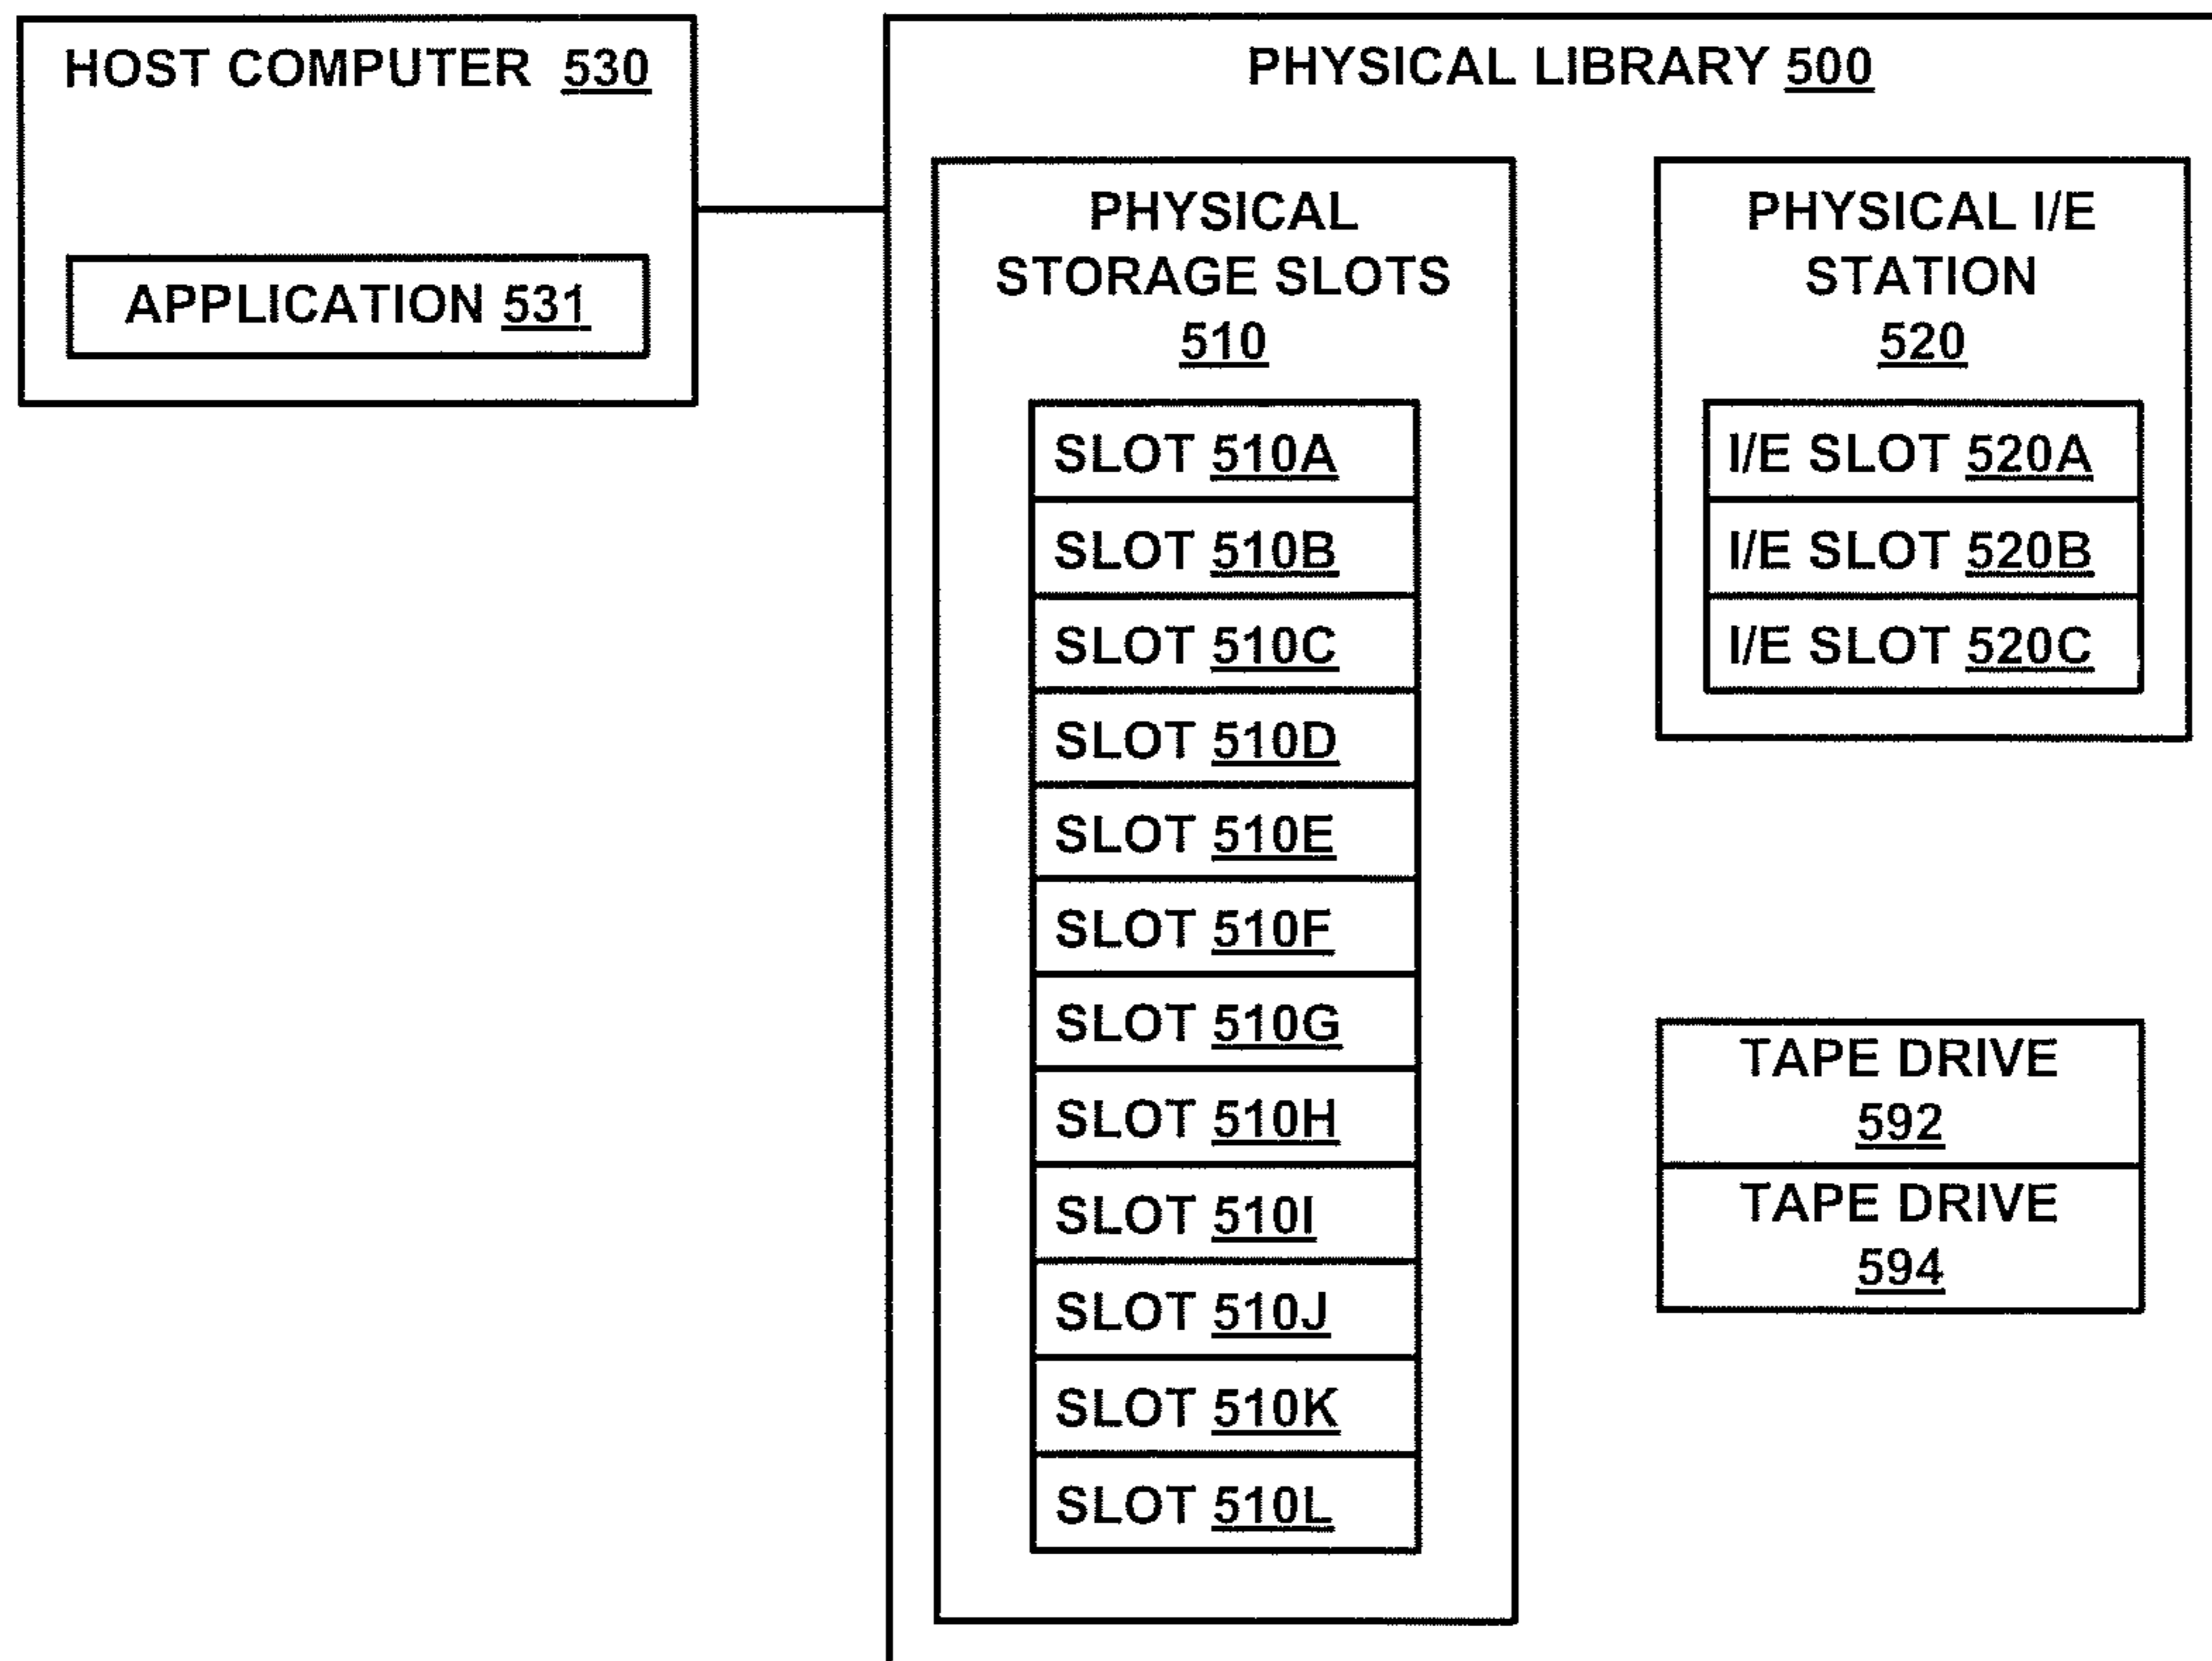 HOST COMPUTER 530
APPLICATION 531
PHYSICAL LIBRARY 500
PHYSICAL
STORAGE SLOTS
510
SLOT 510A
SLOT 510B
SLOT 510C
SLOT 510D
SLOT 510E
SLOT 510F
SLOT 510G
SLOT 510H
SLOT 510I
SLOT 510J
SLOT 510K
SLOT 510L
PHYSICAL I/E
STATION
520
I/E SLOT 520A
I/E SLOT 520B
I/E SLOT 520C
TAPE DRIVE
592
TAPE DRIVE
594